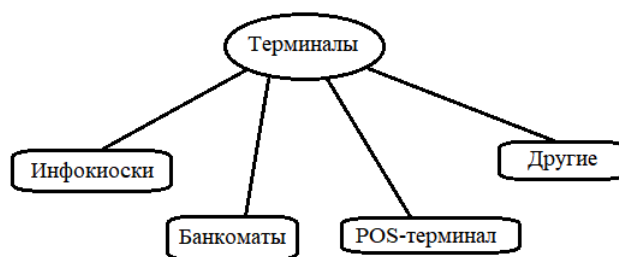 Терминалы
Инфокиоски
Другие
Банкоматы
POS-терминал